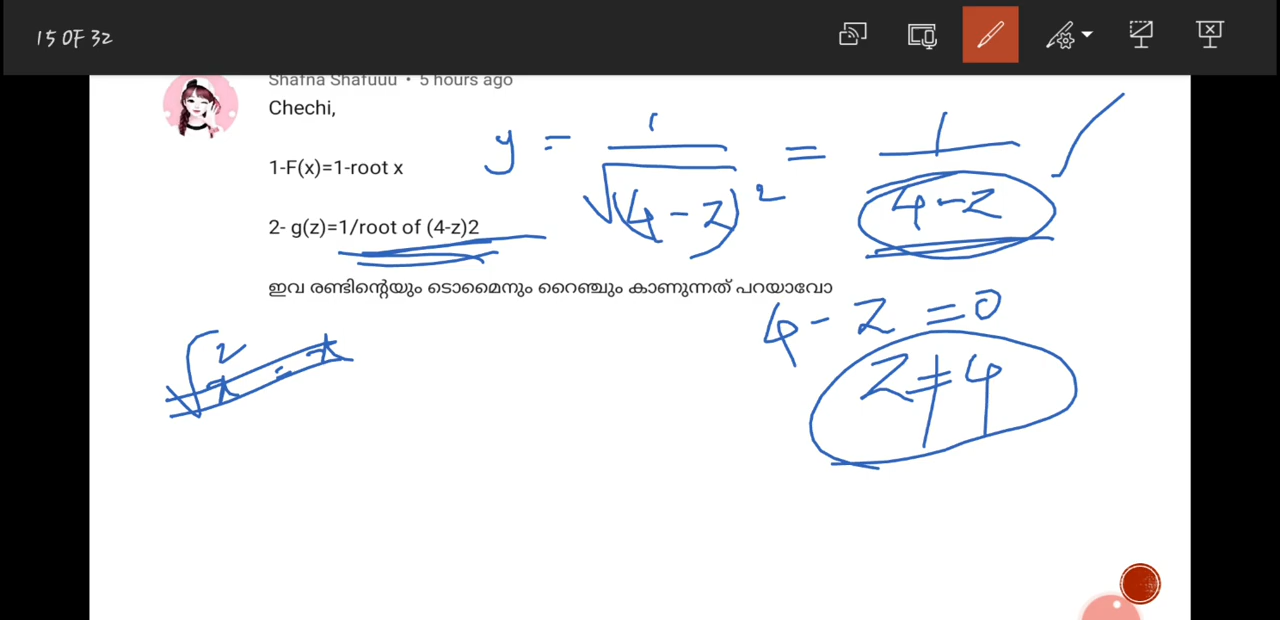 15 OF 32
Shafna Shafuuu • 5 hours ago
Chechi,
1-F(x)=1-root x
2- g(z)=1/root of (4-z)2
ഇവ രണ്ടിന്റെയും ടൊമൈനും റൈഞ്ചും കാണുന്നത് പറയാവോ
y = 1/√(4-z)² = 1/4-z
4 - z = 0
z ≠ 4
√x² = x